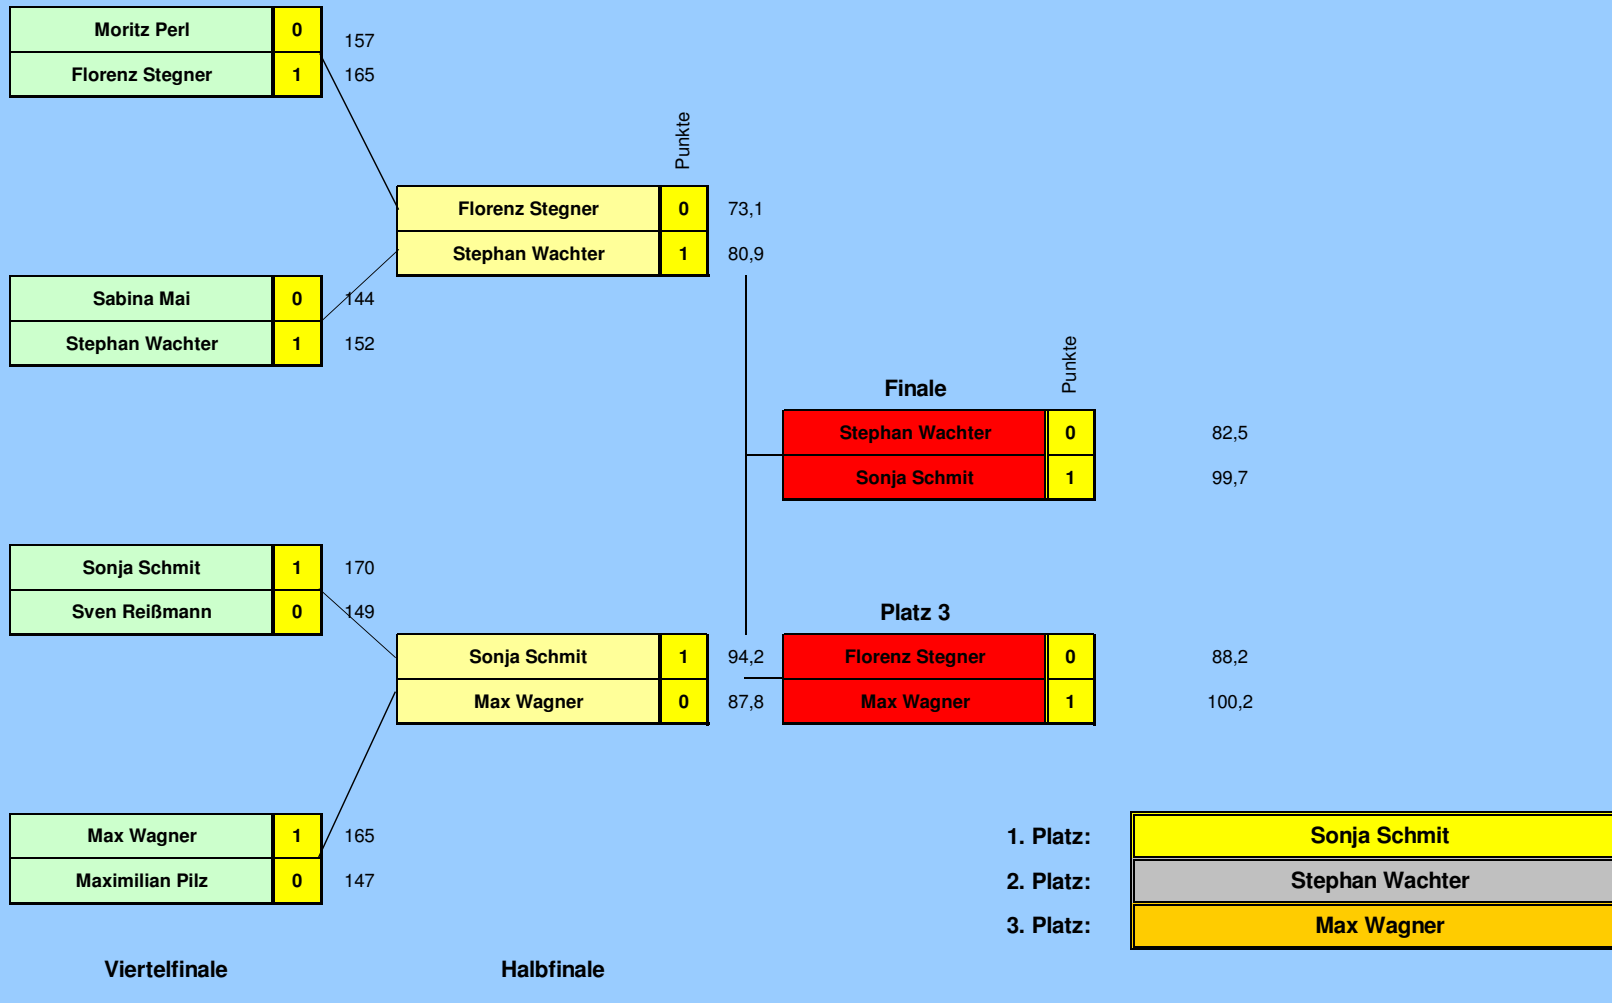 Moritz Perl 0 157
Florenz Stegner 1 165
Punkte
Florenz Stegner 0 73,1
Stephan Wachter 1 80,9
Sabina Mai 0 144
Stephan Wachter 1 152
Punkte
Finale
Stephan Wachter 0 82,5
Sonja Schmit 1 99,7
Sonja Schmit 1 170
Sven Reißmann 0 149
Platz 3
Sonja Schmit 1 94,2 Florenz Stegner 0 88,2
Max Wagner 0 87,8 Max Wagner 1 100,2
Max Wagner 1 165 1. Platz: Sonja Schmit
Maximilian Pilz 0 147 2. Platz: Stephan Wachter
3. Platz: Max Wagner
Viertelfinale Halbfinale